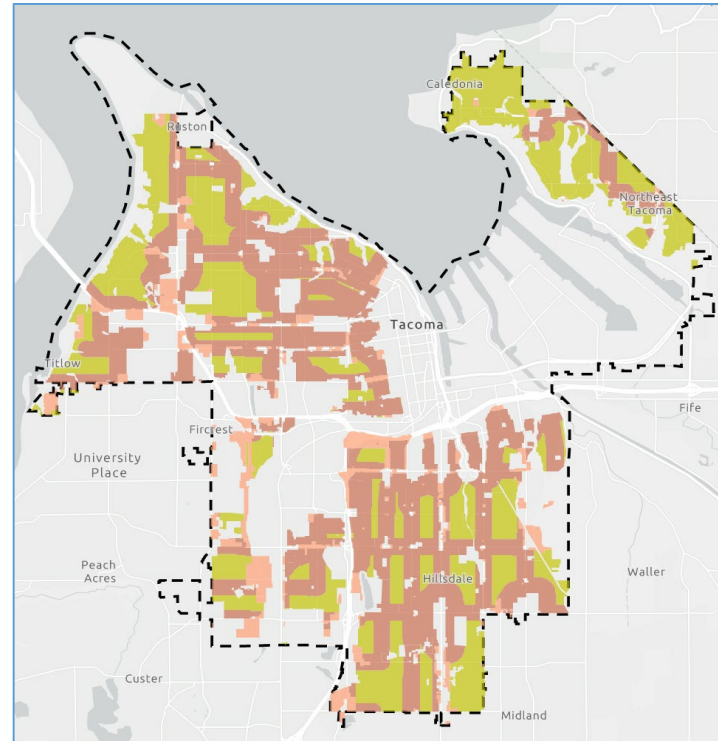 Caledonia
Ruston
Northeast
Tacoma
Tacoma
Titlow
Fife
Fircrest
University
Place
Peach
Acres
Hillsdale
Waller
Custer
Midland